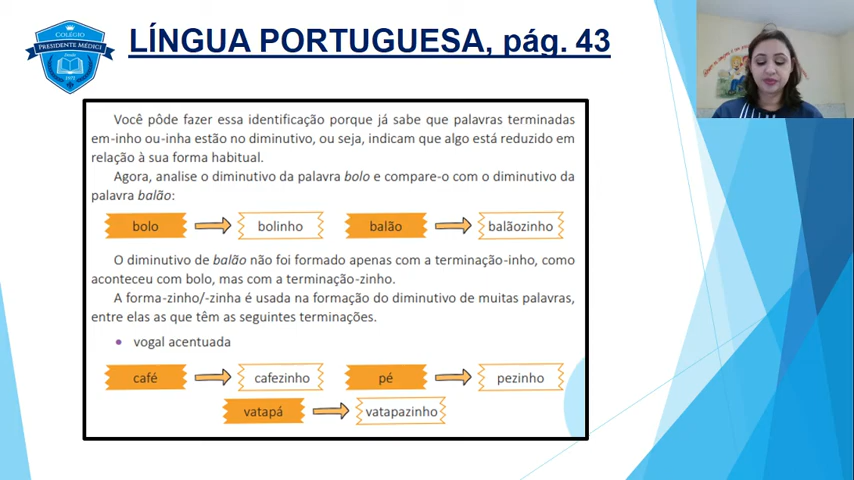 COLÉGIO
PRESIDENTE MÉDICI
LÍNGUA PORTUGUESA, pág. 43
Você pôde fazer essa identificação porque já sabe que palavras terminadas
em-inho ou-inha estão no diminutivo, ou seja, indicam que algo está reduzido em
relação à sua forma habitual.
Agora, analise o diminutivo da palavra bolo e compare-o com o diminutivo da
palavra balão:
bolo bolinho balão balãozinho
O diminutivo de balão não foi formado apenas com a terminação-inho, como
aconteceu com bolo, mas com a terminação-zinho.
A forma-zinho/-zinha é usada na formação do diminutivo de muitas palavras,
entre elas as que têm as seguintes terminações.
• vogal acentuada
café cafezinho pé pezinho
vatapá vatapazinho